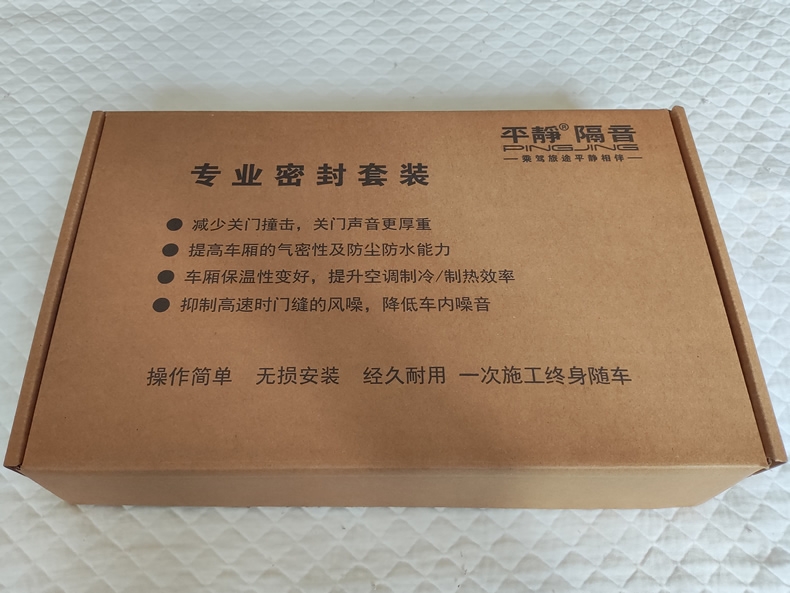 平靜® 隔音
PINGJING
乘驾旅途平静相伴
专业密封套装
● 减少关门撞击，关门声音更厚重
● 提高车厢的气密性及防尘防水能力
● 车厢保温性变好，提升空调制冷/制热效率
● 抑制高速时门缝的风噪，降低车内噪音
操作简单 无损安装 经久耐用 一次施工终身随车